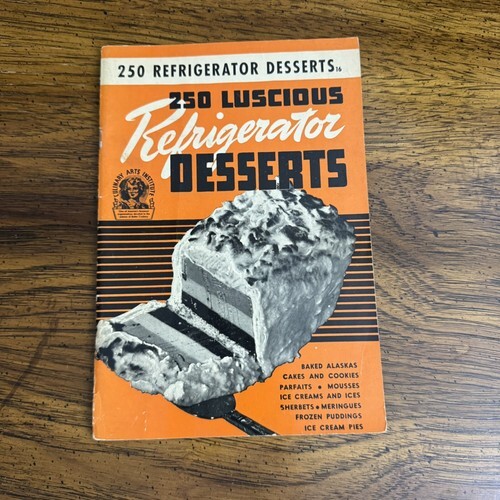 250 REFRIGERATOR DESSERTS 16
250 LUSCIOUS
Refrigerator
DESSERTS
CULINARY ARTS INSTITUTE
BAKED ALASKAS
CAKES AND COOKIES
PARFAITS • MOUSSES
ICE CREAMS AND ICES
SHERBETS • MERINGUES
FROZEN PUDDINGS
ICE CREAM PIES